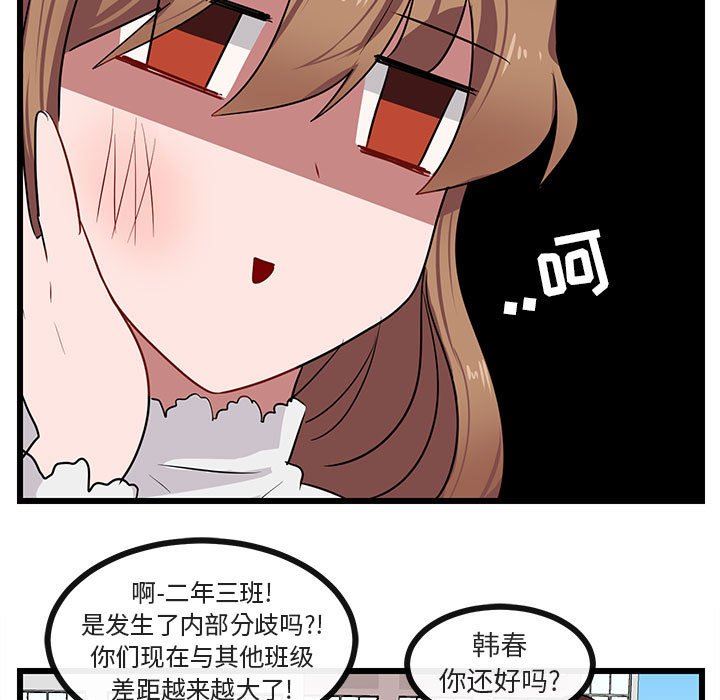 ..呵
啊-二年三班!
是发生了内部分歧吗?!
你们现在与其他班级
差距越来越大了!
韩春
你还好吗?